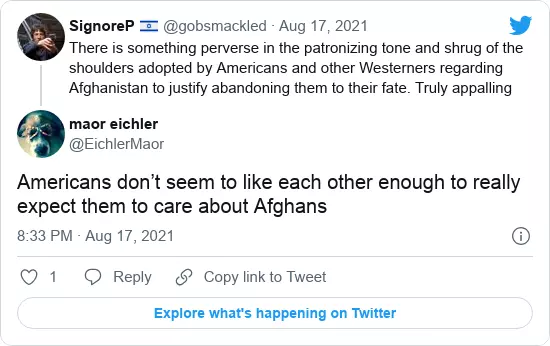 SignoreP 🇮🇱 @gobsmackled · Aug 17, 2021
There is something perverse in the patronizing tone and shrug of the
shoulders adopted by Americans and other Westerners regarding
Afghanistan to justify abandoning them to their fate. Truly appalling
maor eichler
@EichlerMaor
Americans don’t seem to like each other enough to really
expect them to care about Afghans
8:33 PM · Aug 17, 2021
1 Reply Copy link to Tweet
Explore what's happening on Twitter